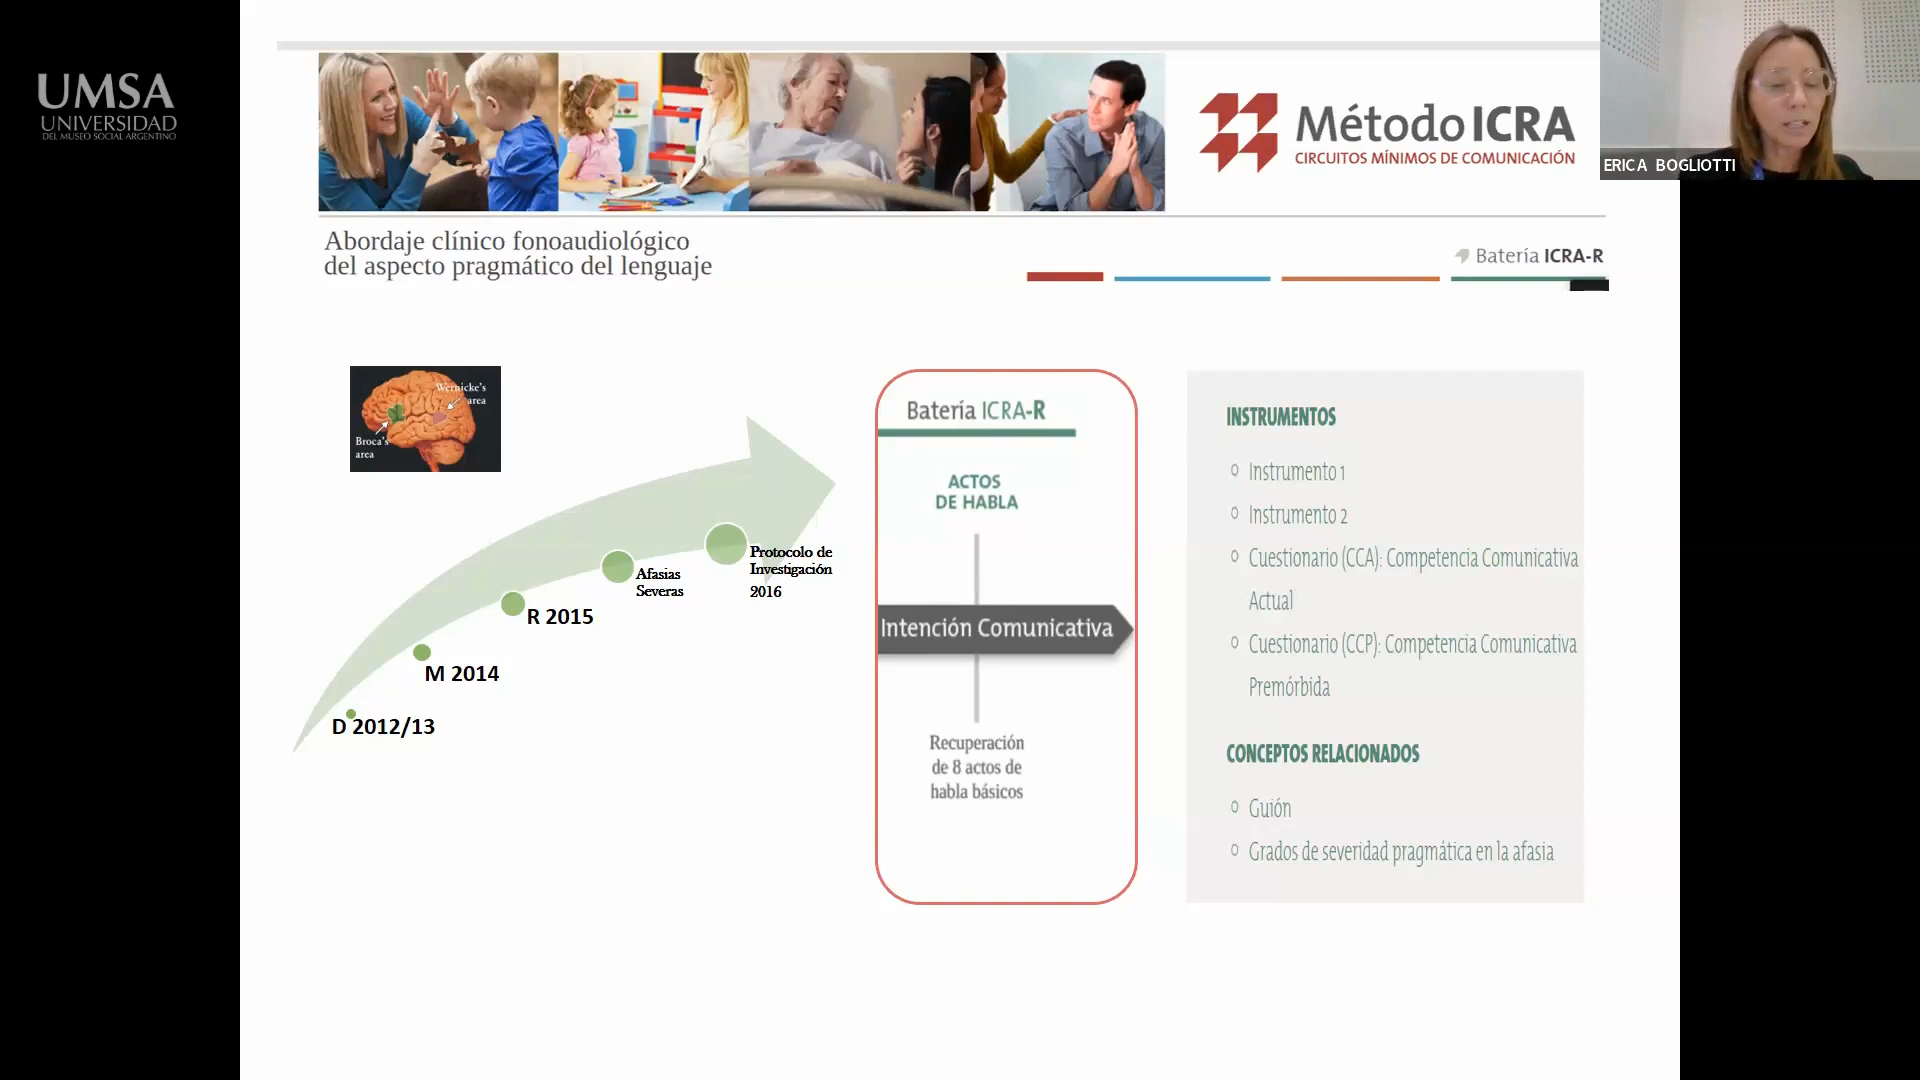 UMSA
UNIVERSIDAD
DEL MUSEO SOCIAL ARGENTINO
Método ICRA
CIRCUITOS MÍNIMOS DE COMUNICACIÓN
ERICA BOGLIOTTI
Abordaje clínico fonoaudiológico
del aspecto pragmático del lenguaje
Batería ICRA-R
Wernicke's
area
Broca's
area
D 2012/13
M 2014
R 2015
Afasias
Severas
Protocolo de
Investigación
2016
Batería ICRA-R
ACTOS
DE HABLA
Intención Comunicativa
Recuperación
de 8 actos de
habla básicos
INSTRUMENTOS
Instrumento 1
Instrumento 2
Cuestionario (CCA): Competencia Comunicativa
Actual
Cuestionario (CCP): Competencia Comunicativa
Premórbida
CONCEPTOS RELACIONADOS
Guión
Grados de severidad pragmática en la afasia